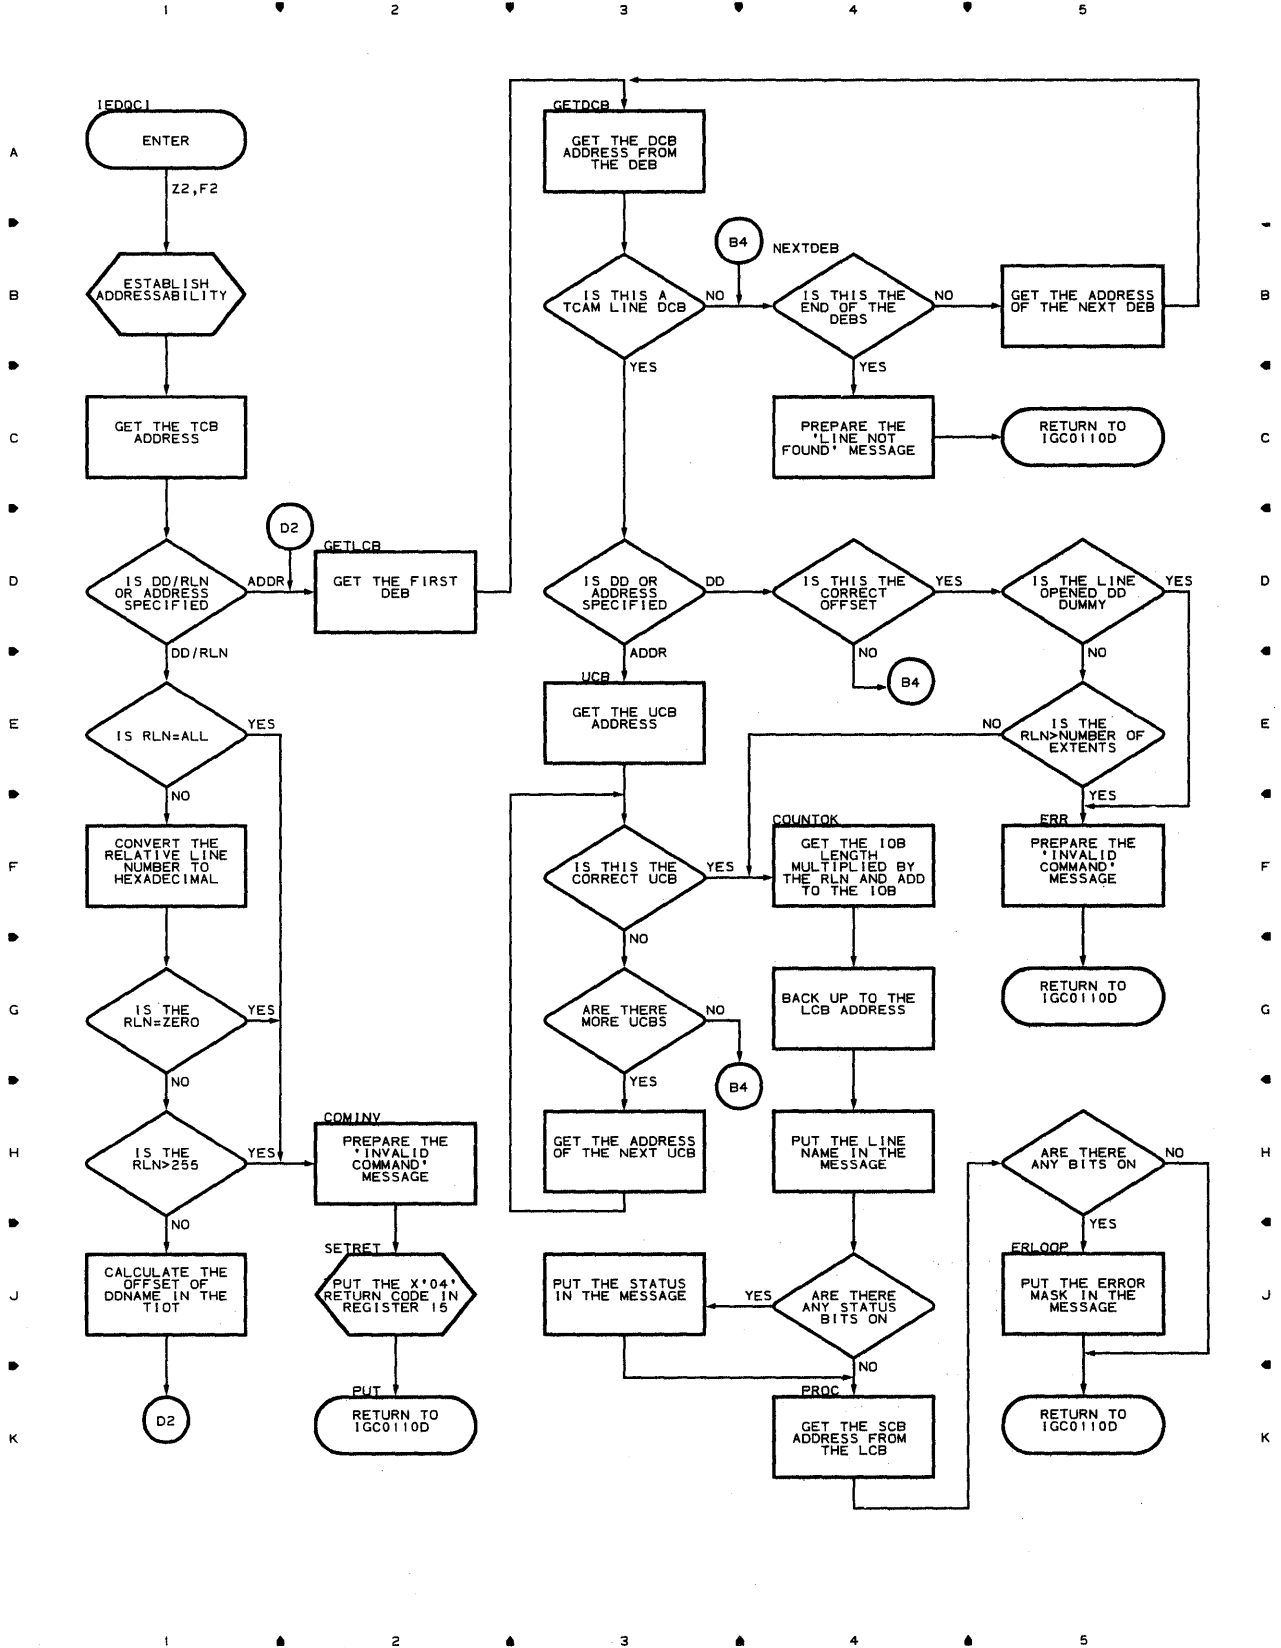 1 2 3 4 5
IEDQC1
ENTER
Z2,F2
ESTABLISH
ADDRESSABILITY
GET THE TCB
ADDRESS
IS DD/RLN
OR ADDRESS
SPECIFIED
ADDR
DD/RLN
IS RLN=ALL
YES
NO
CONVERT THE
RELATIVE LINE
NUMBER TO
HEXADECIMAL
IS THE
RLN=ZERO
YES
NO
IS THE
RLN>255
YES
NO
CALCULATE THE
OFFSET OF
DDNAME IN THE
TIOT
D2
D2
GETLCB
GET THE FIRST
DEB
COMINV
PREPARE THE
'INVALID
COMMAND'
MESSAGE
SETRET
PUT THE X'04'
RETURN CODE IN
REGISTER 15
PUT
RETURN TO
IGC0110D
GETDCB
GET THE DCB
ADDRESS FROM
THE DEB
IS THIS A
TCAM LINE DCB
NO
YES
B4
IS DD OR
ADDRESS
SPECIFIED
DD
ADDR
UCB
GET THE UCB
ADDRESS
IS THIS THE
CORRECT UCB
YES
NO
ARE THERE
MORE UCBS
NO
B4
YES
GET THE ADDRESS
OF THE NEXT UCB
PUT THE STATUS
IN THE MESSAGE
NEXTDEB
IS THIS THE
END OF THE
DEBS
NO
YES
PREPARE THE
'LINE NOT
FOUND' MESSAGE
IS THIS THE
CORRECT
OFFSET
YES
NO
B4
COUNTOK
GET THE IOB
LENGTH
MULTIPLIED BY
THE RLN AND ADD
TO THE IOB
BACK UP TO THE
LCB ADDRESS
PUT THE LINE
NAME IN THE
MESSAGE
ARE THERE
ANY STATUS
BITS ON
YES
NO
PROC
GET THE SCB
ADDRESS FROM
THE LCB
GET THE ADDRESS
OF THE NEXT DEB
RETURN TO
IGC0110D
IS THE LINE
OPENED DD
DUMMY
YES
NO
IS THE
RLN>NUMBER OF
EXTENTS
NO
YES
ERR
PREPARE THE
'INVALID
COMMAND'
MESSAGE
RETURN TO
IGC0110D
ARE THERE
ANY BITS ON
NO
YES
ERLOOP
PUT THE ERROR
MASK IN THE
MESSAGE
RETURN TO
IGC0110D
A
B B
C C
D D
E E
F F
G G
H H
J J
K K
1 2 3 4 5